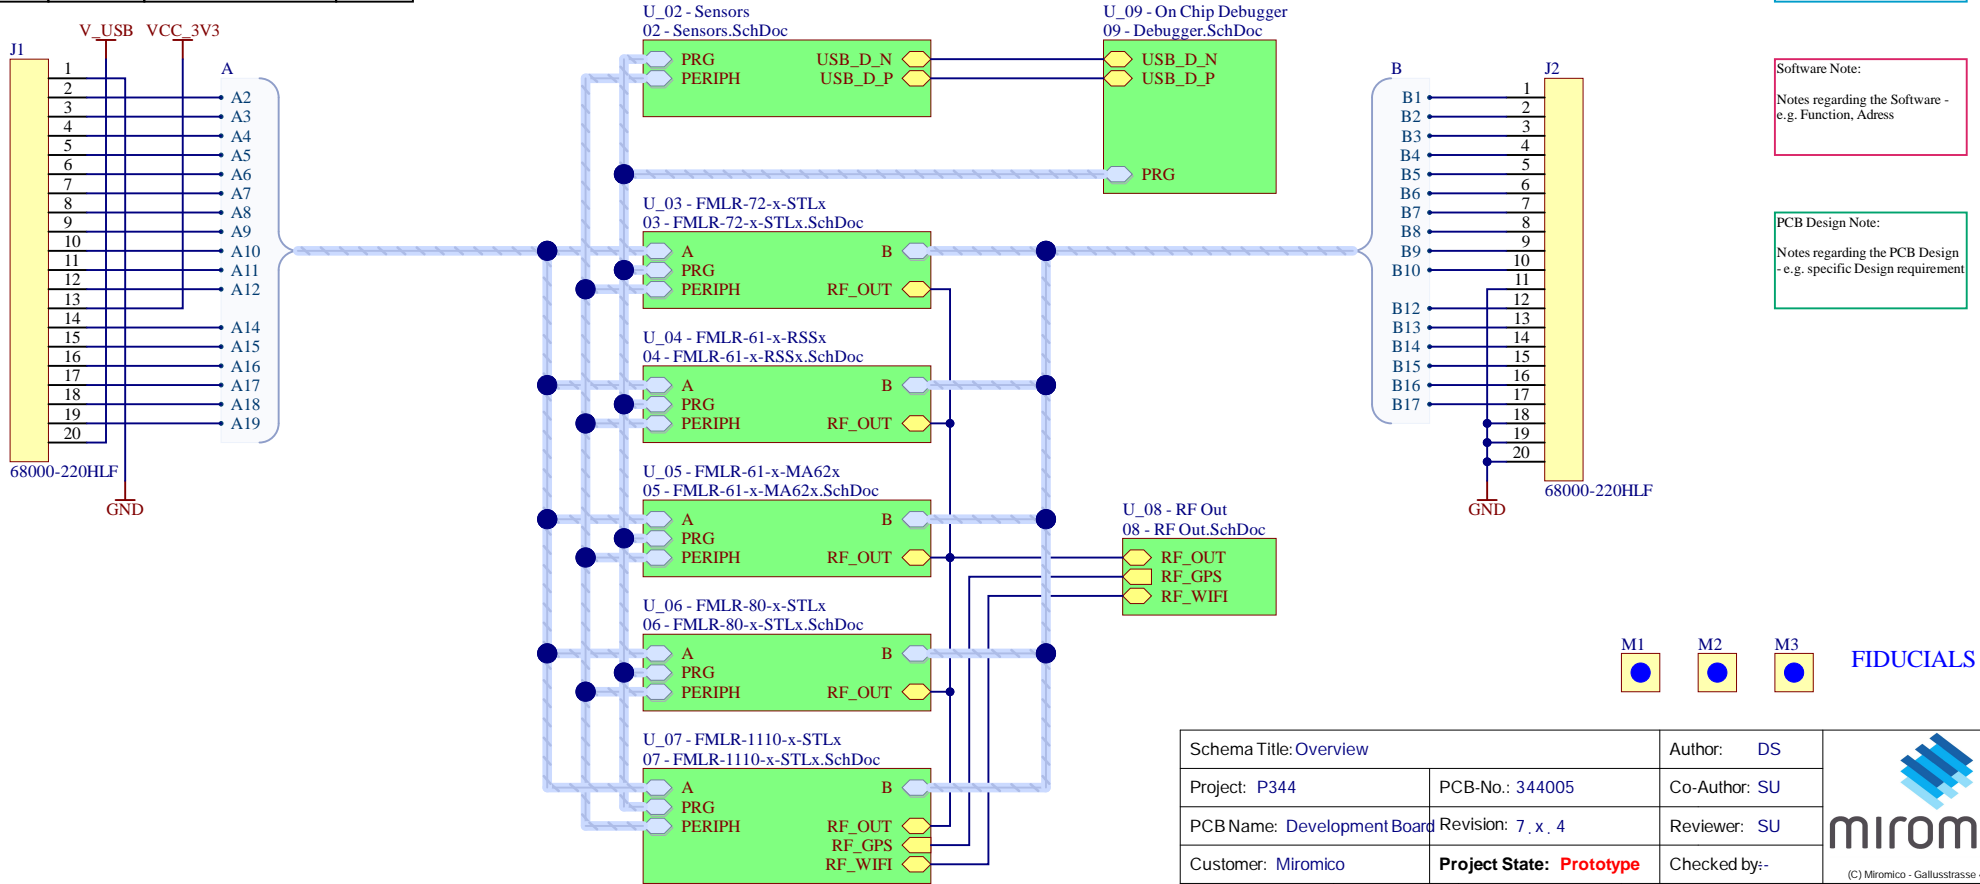 U_02 - Sensors
02 - Sensors.SchDoc
PRG
PERIPH
USB_D_N
USB_D_P
U_09 - On Chip Debugger
09 - Debugger.SchDoc
USB_D_N
USB_D_P
PRG
V_USB
VCC_3V3
J1
1
2
3
4
5
6
7
8
9
10
11
12
13
14
15
16
17
18
19
20
68000-220HLF
GND
A
A2
A3
A4
A5
A6
A7
A8
A9
A10
A11
A12
A14
A15
A16
A17
A18
A19
U_03 - FMLR-72-x-STLx
03 - FMLR-72-x-STLx.SchDoc
A
PRG
PERIPH
B
RF_OUT
U_04 - FMLR-61-x-RSSx
04 - FMLR-61-x-RSSx.SchDoc
A
PRG
PERIPH
B
RF_OUT
U_05 - FMLR-61-x-MA62x
05 - FMLR-61-x-MA62x.SchDoc
A
PRG
PERIPH
B
RF_OUT
U_06 - FMLR-80-x-STLx
06 - FMLR-80-x-STLx.SchDoc
A
PRG
PERIPH
B
RF_OUT
U_07 - FMLR-1110-x-STLx
07 - FMLR-1110-x-STLx.SchDoc
A
PRG
PERIPH
B
RF_OUT
RF_GPS
RF_WIFI
U_08 - RF Out
08 - RF Out.SchDoc
RF_OUT
RF_GPS
RF_WIFI
B
B1
B2
B3
B4
B5
B6
B7
B8
B9
B10
B12
B13
B14
B15
B16
B17
J2
1
2
3
4
5
6
7
8
9
10
11
12
13
14
15
16
17
18
19
20
68000-220HLF
GND
Software Note:
Notes regarding the Software -
e.g. Function, Adress
PCB Design Note:
Notes regarding the PCB Design
- e.g. specific Design requirement
M1
M2
M3
FIDUCIALS
Schema Title: Overview
Author: DS
Project: P344
PCB-No.: 344005
Co-Author: SU
PCB Name: Development Board
Revision: 7 . x . 4
Reviewer: SU
Customer: Miromico
Project State: Prototype
Checked by:-
mirom
(C) Miromico - Gallusstrasse